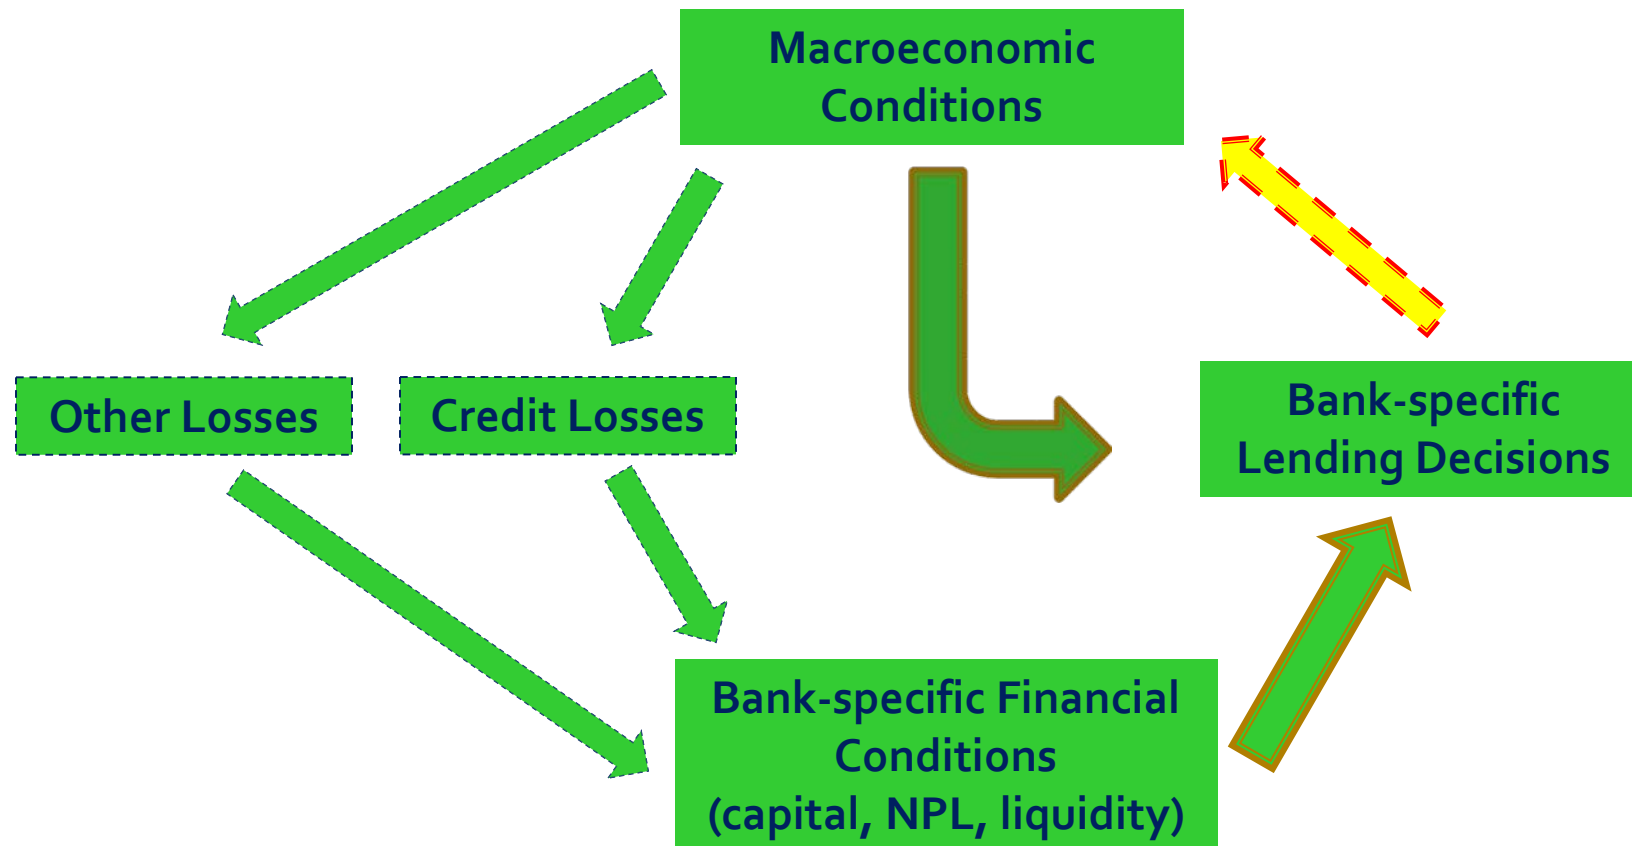 Macroeconomic
Conditions
Other Losses
Credit Losses
Bank-specific
Lending Decisions
Bank-specific Financial
Conditions
(capital, NPL, liquidity)